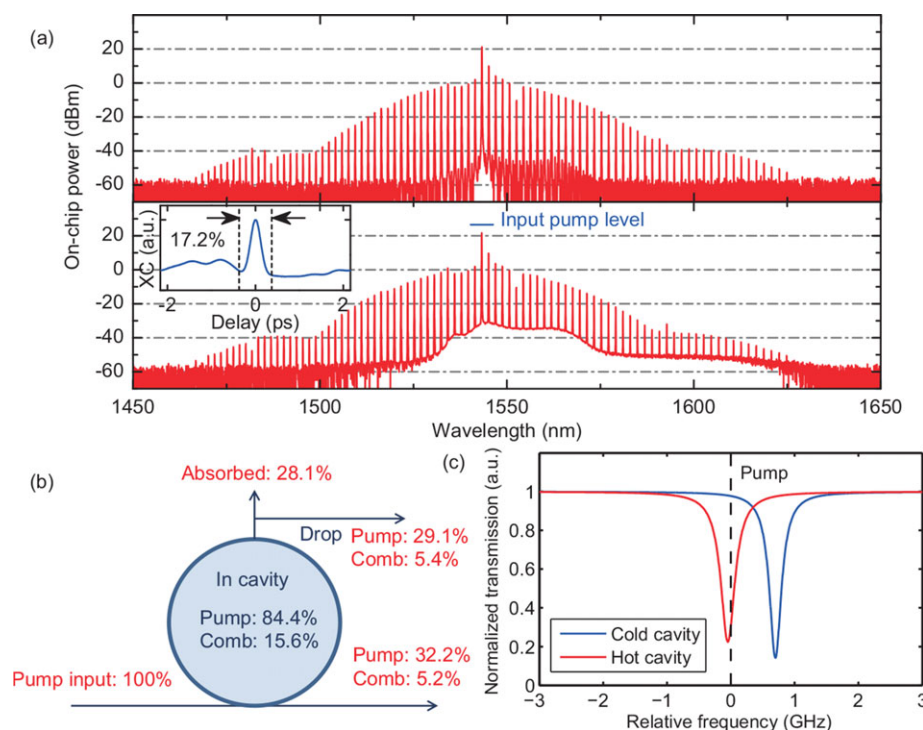 (a)
On-chip power (dBm)
20
0
-20
-40
-60
20
0
-20
-40
-60
Input pump level
XC (a.u.)
17.2%
-2
0
2
Delay (ps)
1450
1500
1550
1600
1650
Wavelength (nm)
(b)
Absorbed: 28.1%
Drop
Pump: 29.1%
Comb: 5.4%
In cavity
Pump: 84.4%
Comb: 15.6%
Pump: 32.2%
Comb: 5.2%
Pump input: 100%
(c)
Normalized transmission (a.u.)
1
0.8
0.6
0.4
0.2
0
Pump
Cold cavity
Hot cavity
−3
−2
−1
0
1
2
3
Relative frequency (GHz)